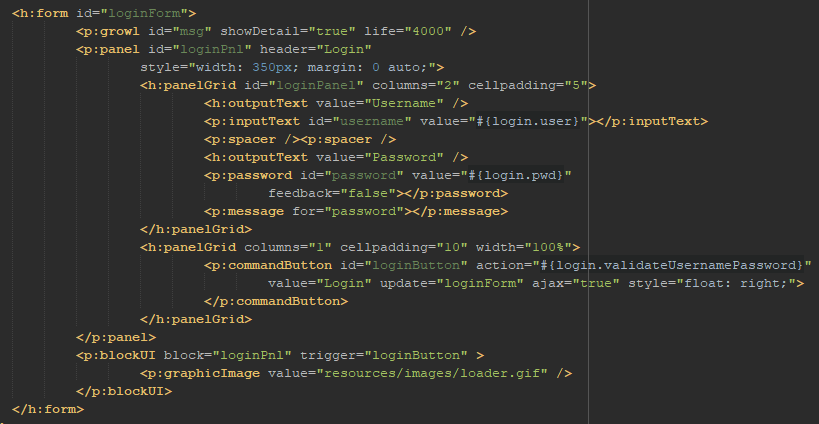 <h:form id="loginForm">
<p:growl id="msg" showDetail="true" life="4000" />
<p:panel id="loginPnl" header="Login"
style="width: 350px; margin: 0 auto;">
<h:panelGrid id="loginPanel" columns="2" cellpadding="5">
<h:outputText value="Username" />
<p:inputText id="username" value="#{login.user}"></p:inputText>
<p:spacer /><p:spacer />
<h:outputText value="Password" />
<p:password id="password" value="#{login.pwd}"
feedback="false"></p:password>
<p:message for="password"></p:message>
</h:panelGrid>
<h:panelGrid columns="1" cellpadding="10" width="100%">
<p:commandButton id="loginButton" action="#{login.validateUsernamePassword}"
value="Login" update="loginForm" ajax="true" style="float: right;">
</p:commandButton>
</h:panelGrid>
</p:panel>
<p:blockUI block="loginPnl" trigger="loginButton" >
<p:graphicImage value="resources/images/loader.gif" />
</p:blockUI>
</h:form>